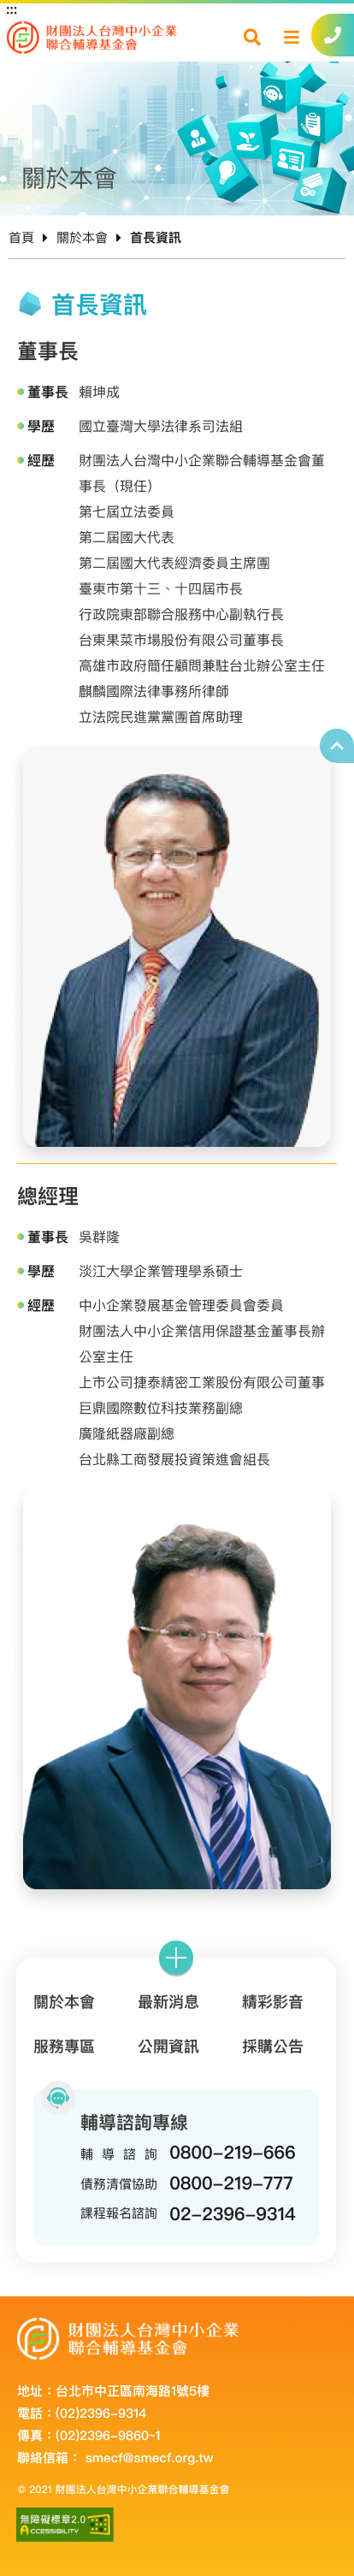 :::
財團法人台灣中小企業
聯合輔導基金會
關於本會
首頁 關於本會 首長資訊
首長資訊
董事長
董事長 賴坤成
學歷 國立臺灣大學法律系司法組
經歷 財團法人台灣中小企業聯合輔導基金會董
事長（現任）
第七屆立法委員
第二屆國大代表
第二屆國大代表經濟委員主席團
臺東市第十三、十四屆市長
行政院東部聯合服務中心副執行長
台東果菜市場股份有限公司董事長
高雄市政府簡任顧問兼駐台北辦公室主任
麒麟國際法律事務所律師
立法院民進黨黨團首席助理
總經理
董事長 吳群隆
學歷 淡江大學企業管理學系碩士
經歷 中小企業發展基金管理委員會委員
財團法人中小企業信用保證基金董事長辦
公室主任
上市公司捷泰精密工業股份有限公司董事
巨鼎國際數位科技業務副總
廣隆紙器廠副總
台北縣工商發展投資策進會組長
關於本會 最新消息 精彩影音
服務專區 公開資訊 採購公告
輔導諮詢專線
輔導諮詢 0800-219-666
債務清償協助 0800-219-777
課程報名諮詢 02-2396-9314
財團法人台灣中小企業
聯合輔導基金會
地址：台北市中正區南海路1號5樓
電話：(02)2396-9314
傳真：(02)2396-9860~1
聯絡信箱： smecf@smecf.org.tw
© 2021 財團法人台灣中小企業聯合輔導基金會
無障礙標章2.0
ACCESSIBILITY